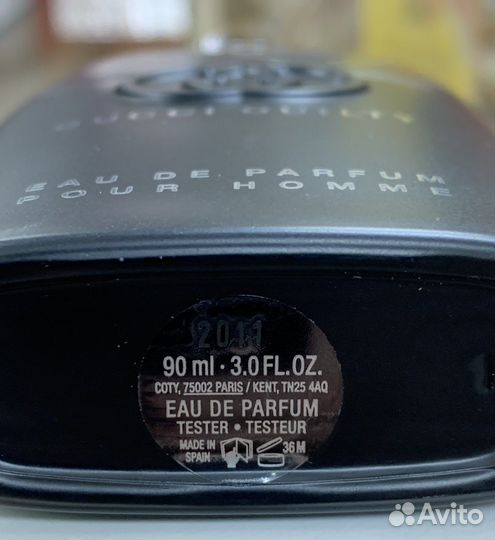 GUCCI GUILTY
EAU DE PARFUM
POUR HOMME
2011
90 ml · 3.0 FL.OZ.
COTY, 75002 PARIS / KENT, TN25 4AQ
EAU DE PARFUM
TESTER • TESTEUR
MADE IN
SPAIN
36M
Avito